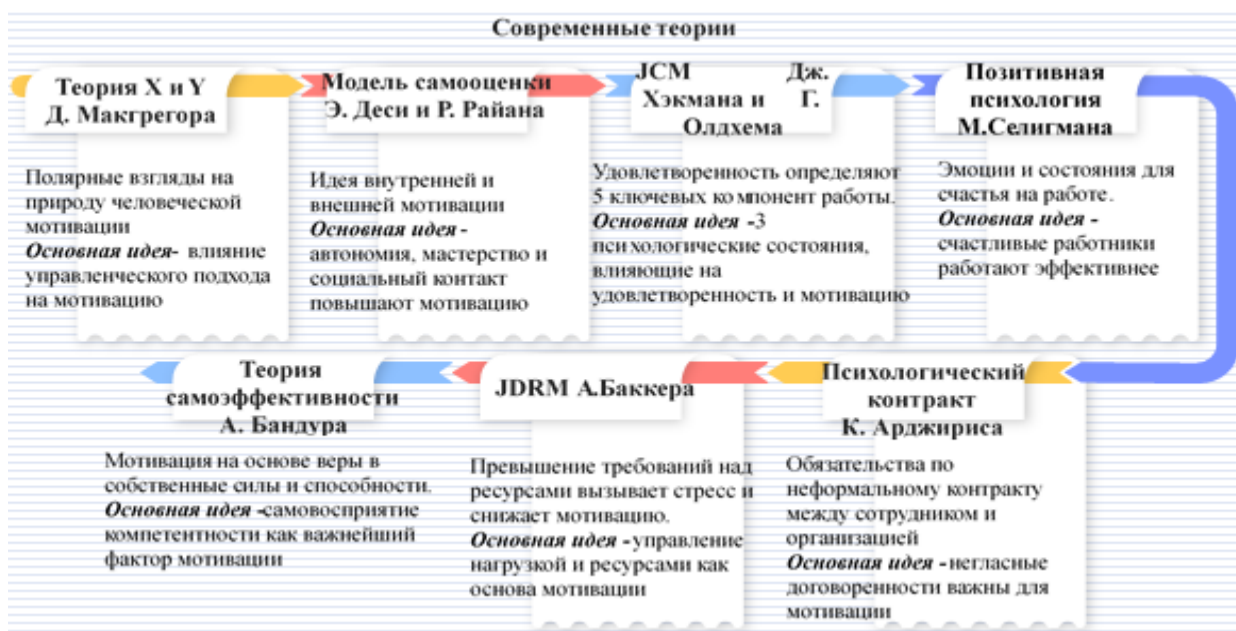 Современные теории
Теория X и Y
Д. Макгрегора
Полярные взгляды на
природу человеческой
мотивации
Основная идея- влияние
управленческого подхода
на мотивацию
Модель самооценки
Э. Деси и Р. Райана
Идея внутренней и
внешней мотивации
Основная идея -
автономия, мастерство и
социальный контакт
повышают мотивацию
JCM Дж.
Хэкмана и Г.
Олдхема
Удовлетворенность определяют
5 ключевых компонент работы.
Основная идея -3
психологические состояния,
влияющие на
удовлетворенность и мотивацию
Позитивная
психология
М.Селигмана
Эмоции и состояния для
счастья на работе.
Основная идея -
счастливые работники
работают эффективнее
Психологический
контракт
К. Арджириса
Обязательства по
неформальному контракту
между сотрудником и
организацией
Основная идея -негласные
договоренности важны для
мотивации
JDRM А.Баккера
Превышение требований над
ресурсами вызывает стресс и
снижает мотивацию.
Основная идея -управление
нагрузкой и ресурсами как
основа мотивации
Теория
самоэффективности
А. Бандура
Мотивация на основе веры в
собственные силы и способности.
Основная идея -самовосприятие
компетентности как важнейший
фактор мотивации